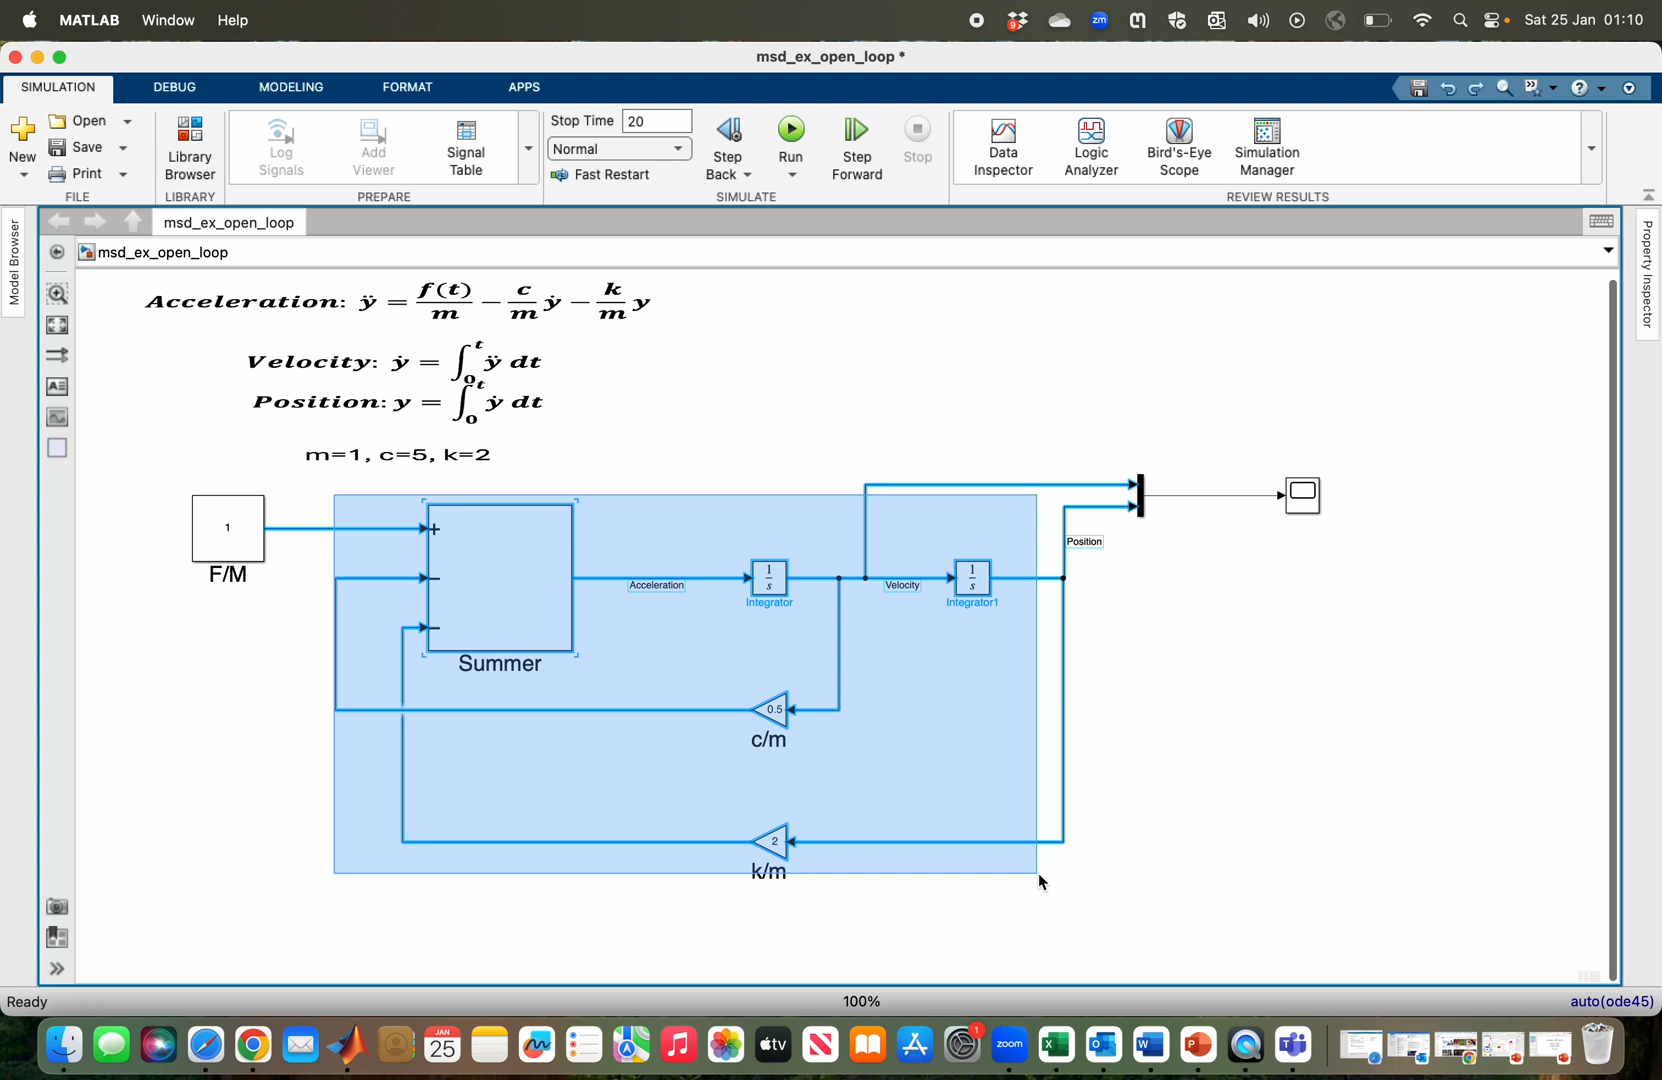 MATLAB Window Help
9
zm
Sat 25 Jan 01:10
msd_ex_open_loop *
SIMULATION DEBUG MODELING FORMAT APPS
New
Open
Save
Print
FILE
Library
Browser
LIBRARY
Log
Signals
Add
Viewer
Signal
Table
PREPARE
Stop Time 20
Normal
Fast Restart
Step
Back
Run
Step
Forward
Stop
SIMULATE
Data
Inspector
Logic
Analyzer
Bird's-Eye
Scope
Simulation
Manager
REVIEW RESULTS
Model Browser
msd_ex_open_loop
msd_ex_open_loop
Property Inspector
Acceleration: ÿ = f(t)/m − c/m ẏ − k/m y
Velocity: ẏ = ∫₀ᵗ ÿ dt
Position: y = ∫₀ᵗ ẏ dt
m=1, c=5, k=2
1
F/M
+
−
−
Summer
Acceleration
1/s
Integrator
Velocity
1/s
Integrator1
Position
0.5
c/m
2
k/m
Ready 100% auto(ode45)
JAN
25
tv
1
zoom